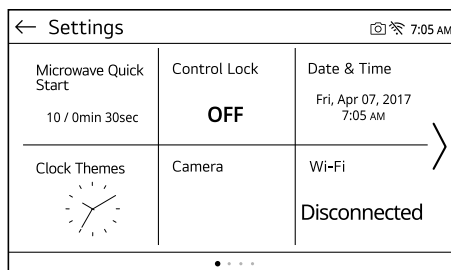 ← Settings
7:05 AM
Microwave Quick
Start
10 / 0min 30sec
Control Lock
OFF
Date & Time
Fri, Apr 07, 2017
7:05 AM
Clock Themes
Camera
Wi-Fi
Disconnected